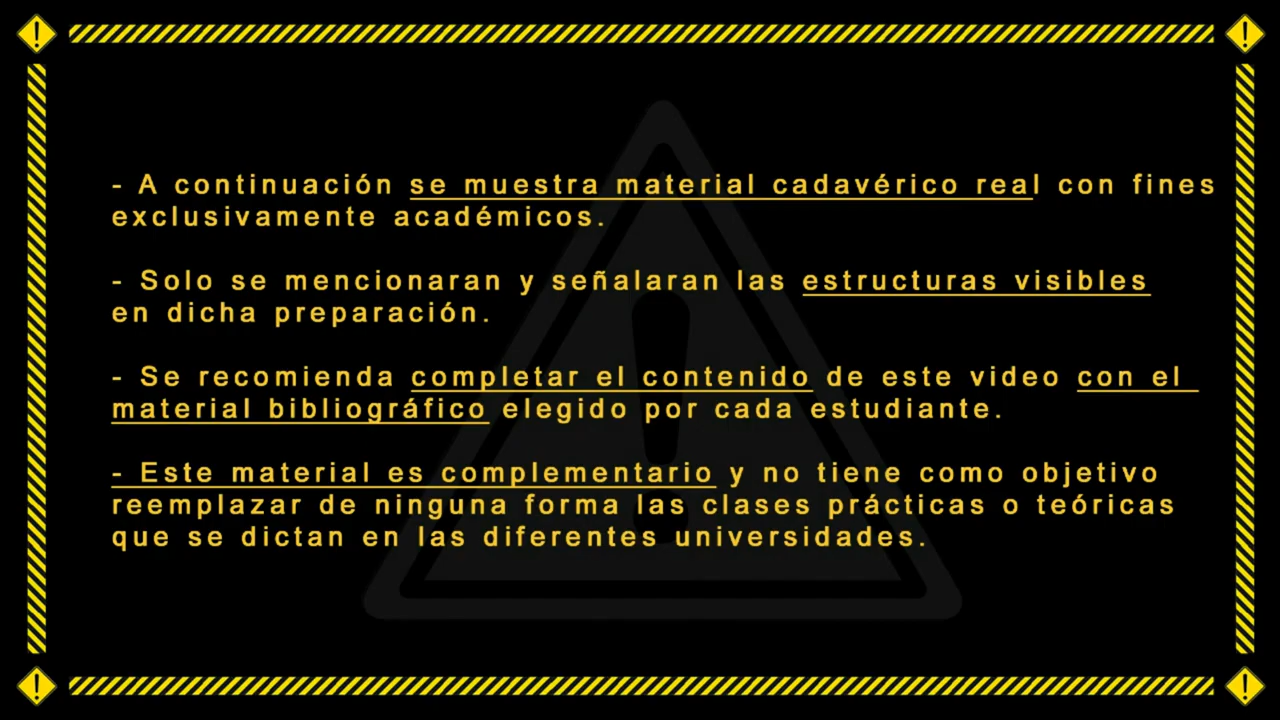 - A continuación se muestra material cadavérico real con fines
exclusivamente académicos.
- Solo se mencionaran y señalaran las estructuras visibles
en dicha preparación.
- Se recomienda completar el contenido de este video con el
material bibliográfico elegido por cada estudiante.
- Este material es complementario y no tiene como objetivo
reemplazar de ninguna forma las clases prácticas o teóricas
que se dictan en las diferentes universidades.